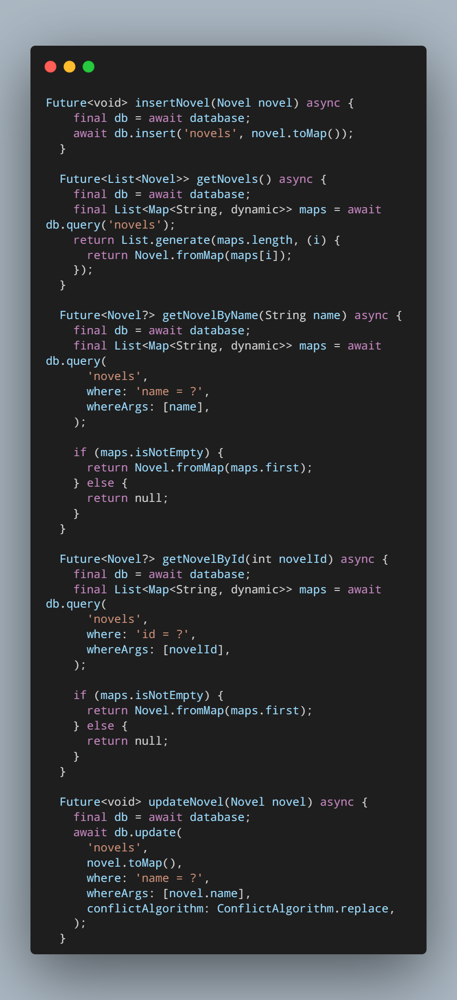 Future<void> insertNovel(Novel novel) async {
    final db = await database;
    await db.insert('novels', novel.toMap());
  }

  Future<List<Novel>> getNovels() async {
    final db = await database;
    final List<Map<String, dynamic>> maps = await
db.query('novels');
    return List.generate(maps.length, (i) {
      return Novel.fromMap(maps[i]);
    });
  }

  Future<Novel?> getNovelByName(String name) async {
    final db = await database;
    final List<Map<String, dynamic>> maps = await
db.query(
      'novels',
      where: 'name = ?',
      whereArgs: [name],
    );

    if (maps.isNotEmpty) {
      return Novel.fromMap(maps.first);
    } else {
      return null;
    }
  }

  Future<Novel?> getNovelById(int novelId) async {
    final db = await database;
    final List<Map<String, dynamic>> maps = await
db.query(
      'novels',
      where: 'id = ?',
      whereArgs: [novelId],
    );

    if (maps.isNotEmpty) {
      return Novel.fromMap(maps.first);
    } else {
      return null;
    }
  }

  Future<void> updateNovel(Novel novel) async {
    final db = await database;
    await db.update(
      'novels',
      novel.toMap(),
      where: 'name = ?',
      whereArgs: [novel.name],
      conflictAlgorithm: ConflictAlgorithm.replace,
    );
  }